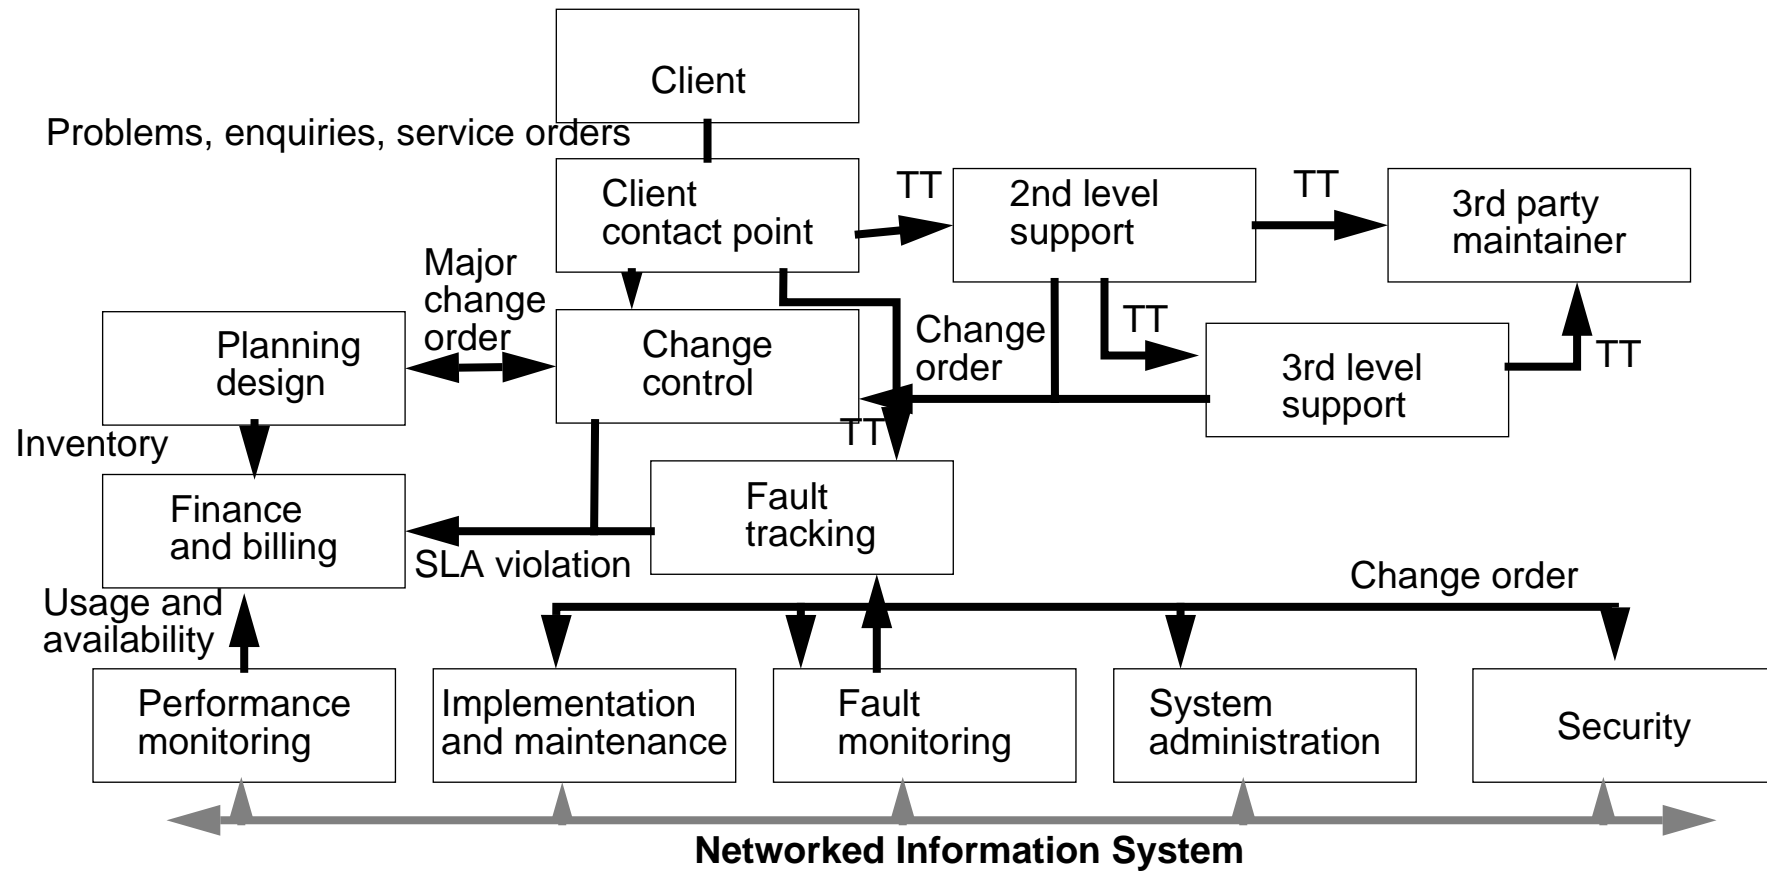 Client
Problems, enquiries, service orders
Client
contact point
TT
2nd level
support
TT
3rd party
maintainer
Major
change
order
Planning
design
Change
control
Change
order
TT
3rd level
support
TT
Inventory
TT
Finance
and billing
Fault
tracking
SLA violation
Change order
Usage and
availability
Performance
monitoring
Implementation
and maintenance
Fault
monitoring
System
administration
Security
Networked Information System